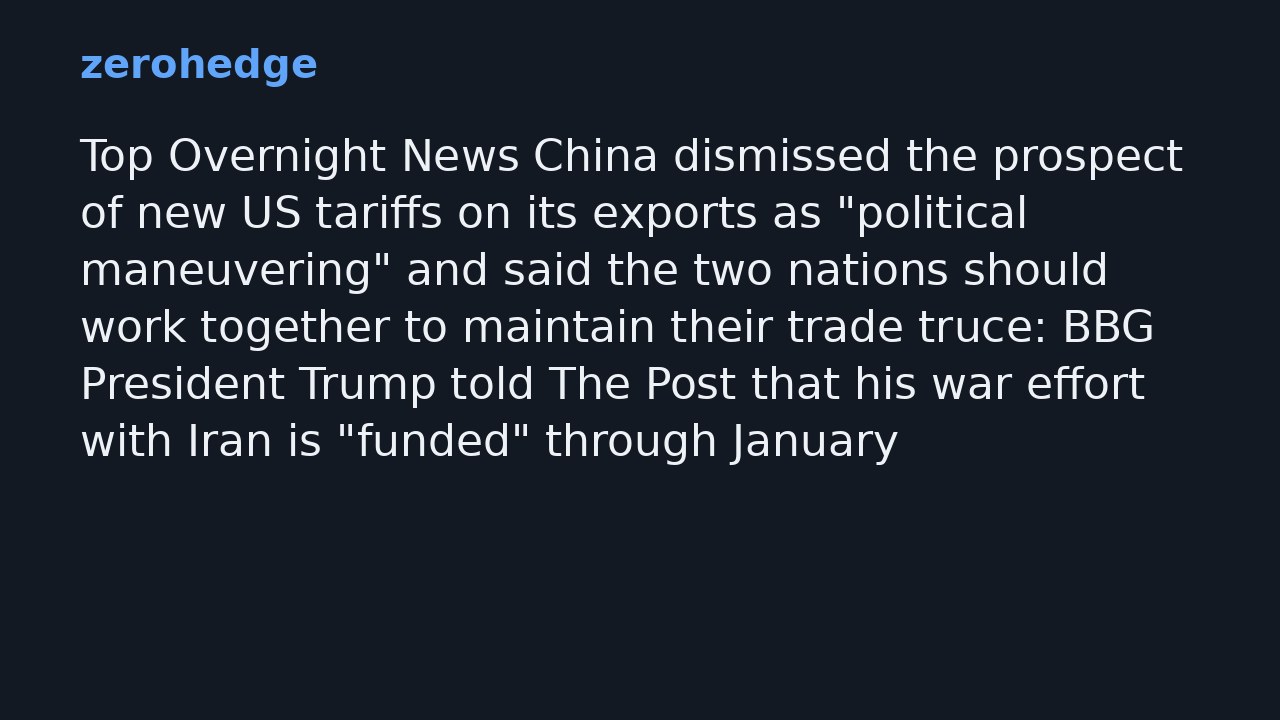 zerohedge
Top Overnight News China dismissed the prospect
of new US tariffs on its exports as "political
maneuvering" and said the two nations should
work together to maintain their trade truce: BBG
President Trump told The Post that his war effort
with Iran is "funded" through January